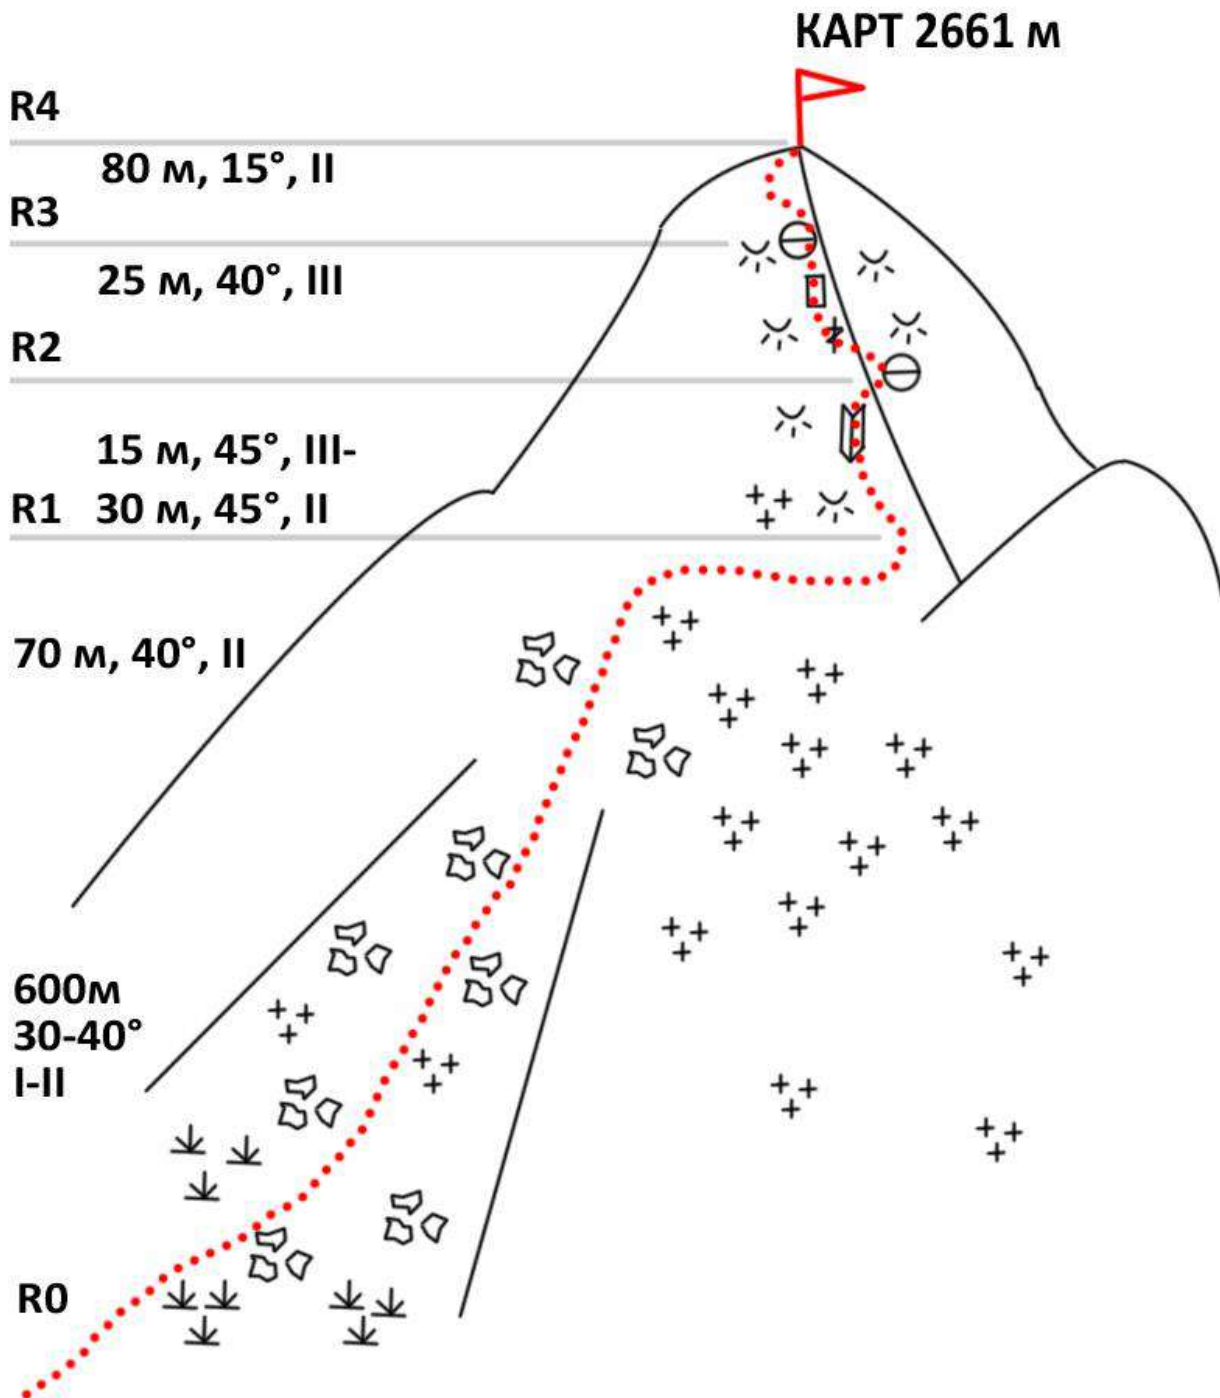 КАРТ 2661 м
R4
80 м, 15°, II
R3
25 м, 40°, III
R2
15 м, 45°, III-
R1 30 м, 45°, II
70 м, 40°, II
600м
30-40°
I-II
R0